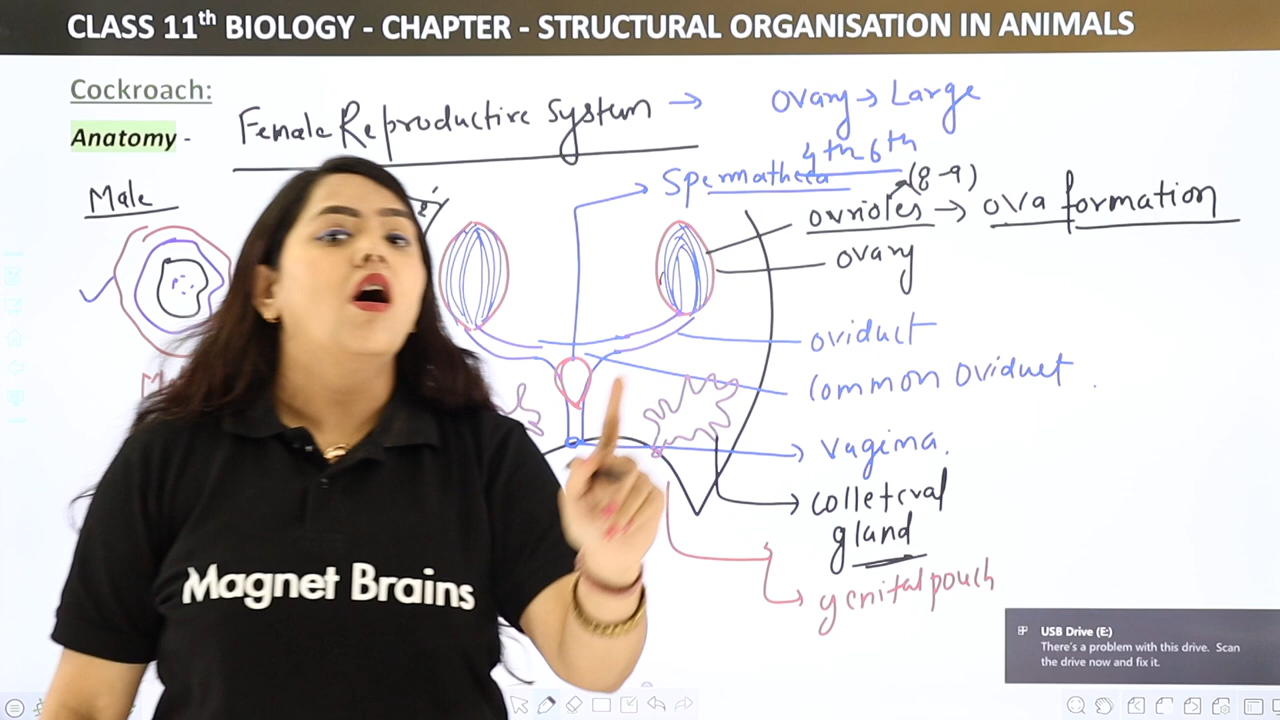 CLASS 11th BIOLOGY - CHAPTER - STRUCTURAL ORGANISATION IN ANIMALS
Cockroach:
Anatomy -
Female Reproductive System →
Ovary → Large
4th 6th
Male
Spermatheca
(8-9)
ovrioles → ova formation
ovary
oviduct
Common Oviduct
Vagina.
colleteral
gland
genital pouch
Magnet Brains
USB Drive (E:)
There's a problem with this drive. Scan
the drive now and fix it.